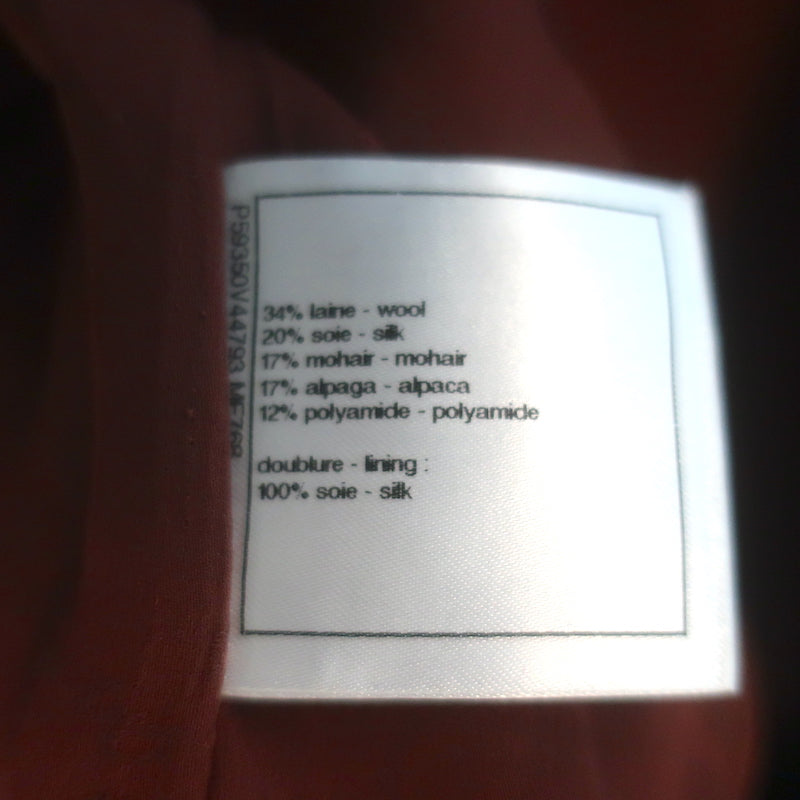 34% laine - wool
20% soie - silk
17% mohair - mohair
17% alpaga - alpaca
12% polyamide - polyamide
doublure - lining :
100% soie - silk
P59350V44793 MF768